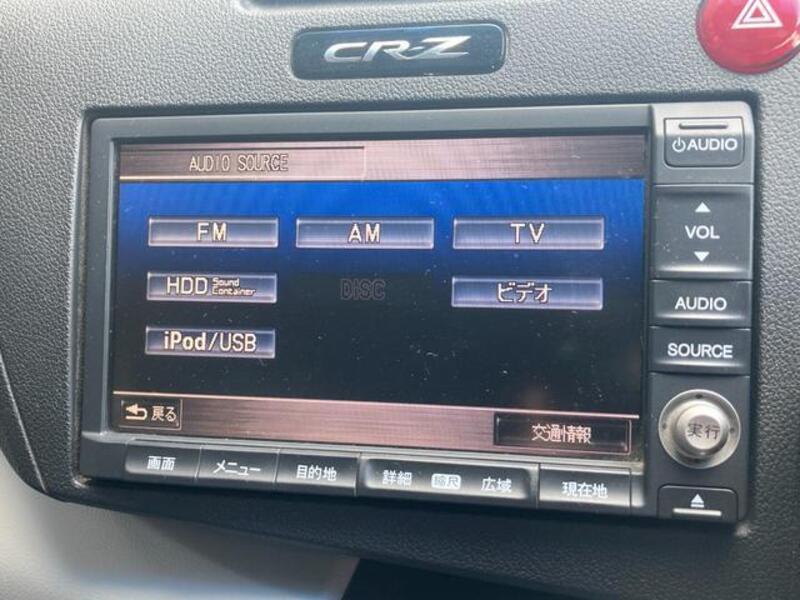 CR-Z
AUDIO SOURCE
AUDIO
FM AM TV
VOL
HDD Sound Container DISC ビデオ
AUDIO
iPod/USB
SOURCE
戻る 交通情報
実行
画面 メニュー 目的地 詳細 縮尺 広域 現在地